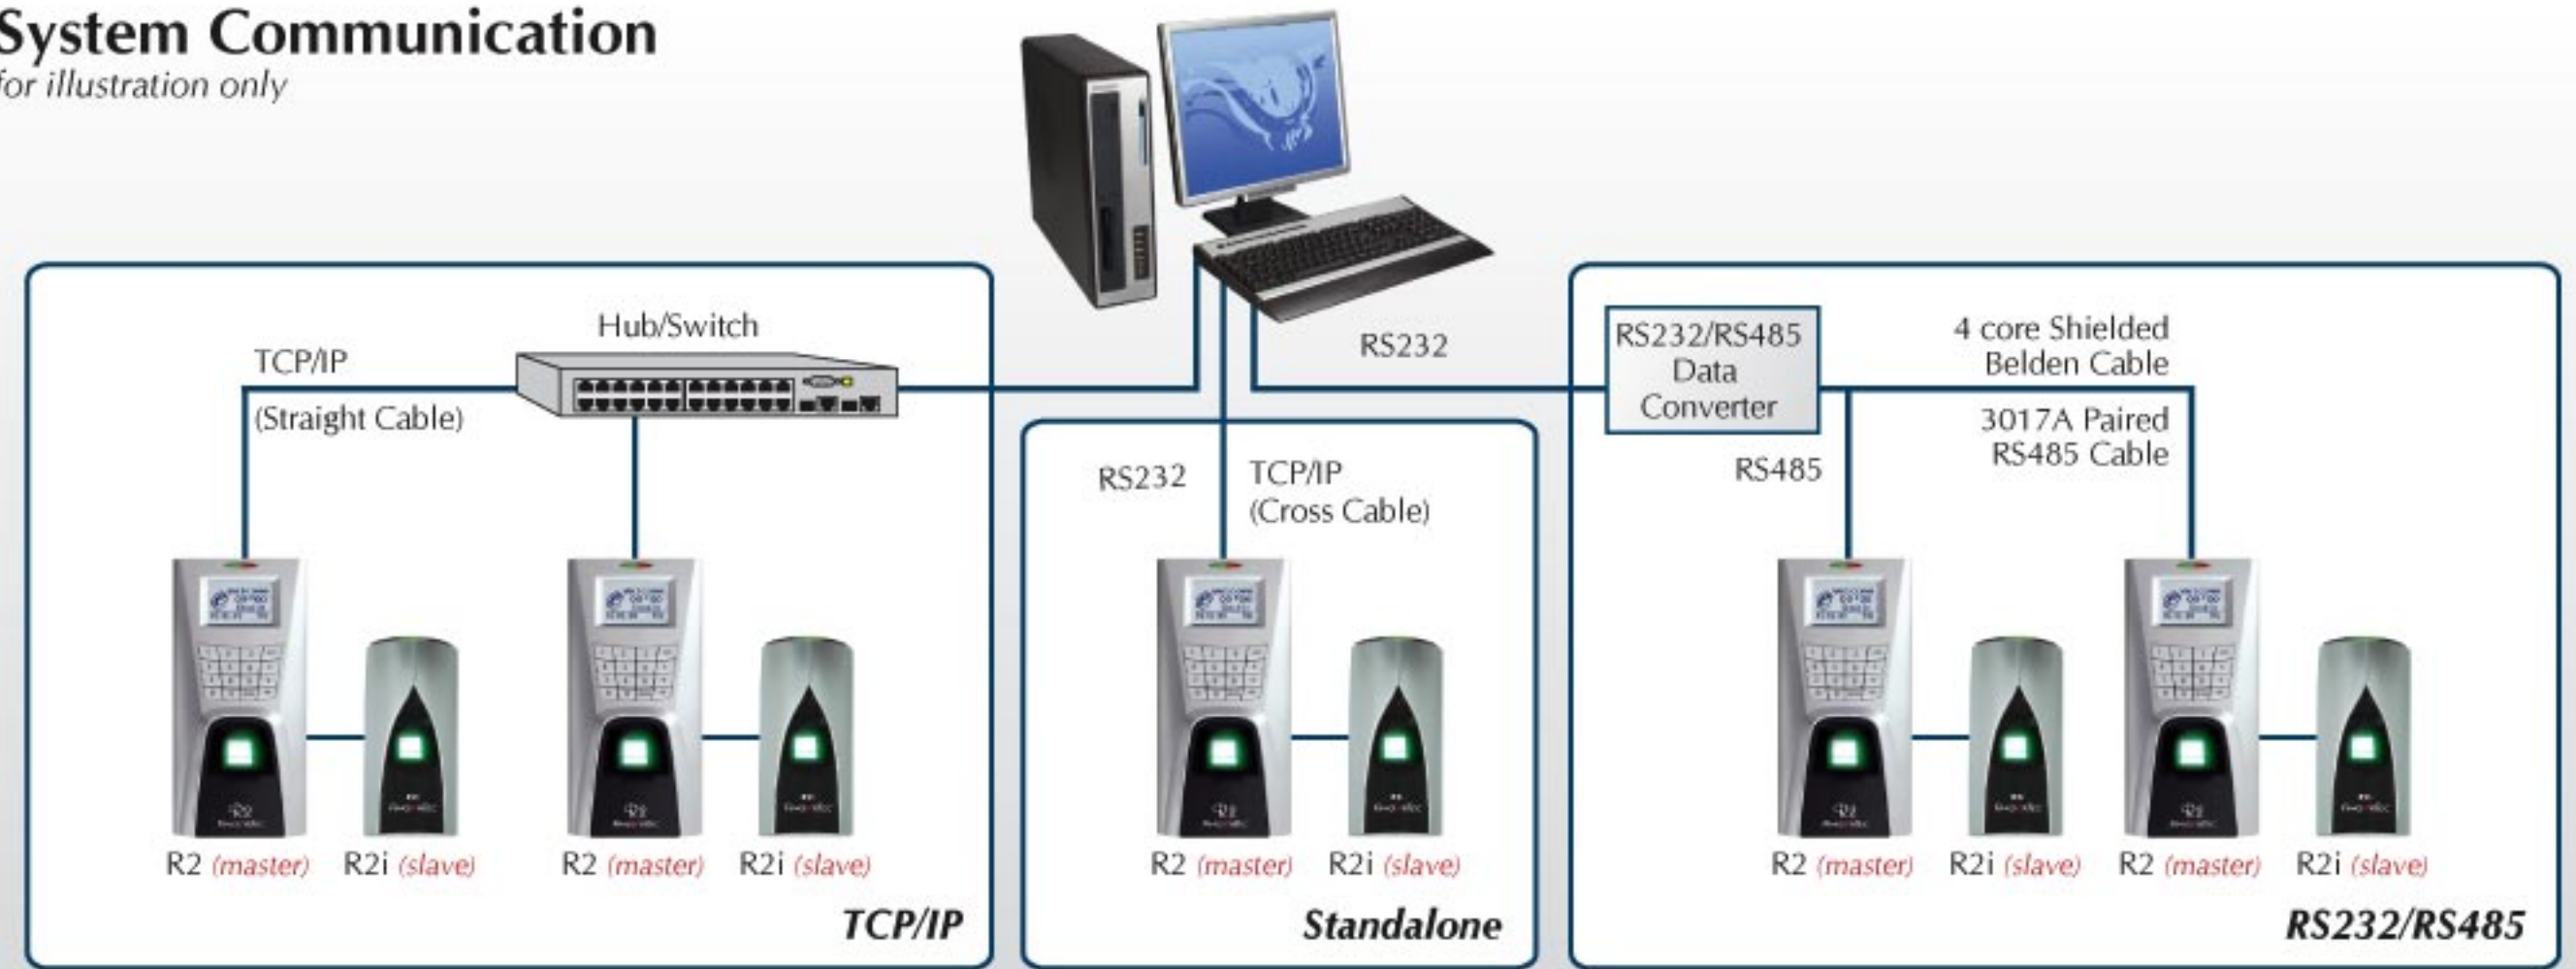 System Communication
for illustration only
Hub/Switch
TCP/IP
(Straight Cable)
RS232
TCP/IP
(Cross Cable)
RS232
RS232/RS485
Data
Converter
4 core Shielded
Belden Cable
3017A Paired
RS485 Cable
RS485
R2 (master) R2i (slave) R2 (master) R2i (slave)
TCP/IP
R2 (master) R2i (slave)
Standalone
R2 (master) R2i (slave) R2 (master) R2i (slave)
RS232/RS485